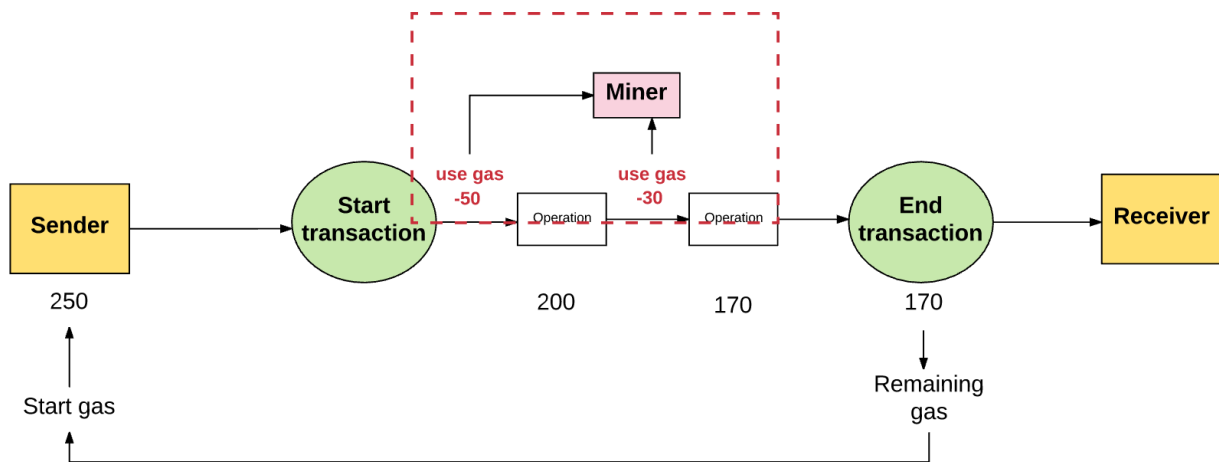 Miner
use gas
-50
use gas
-30
Sender
Start
transaction
Operation
Operation
End
transaction
Receiver
250
200
170
170
Start gas
Remaining
gas